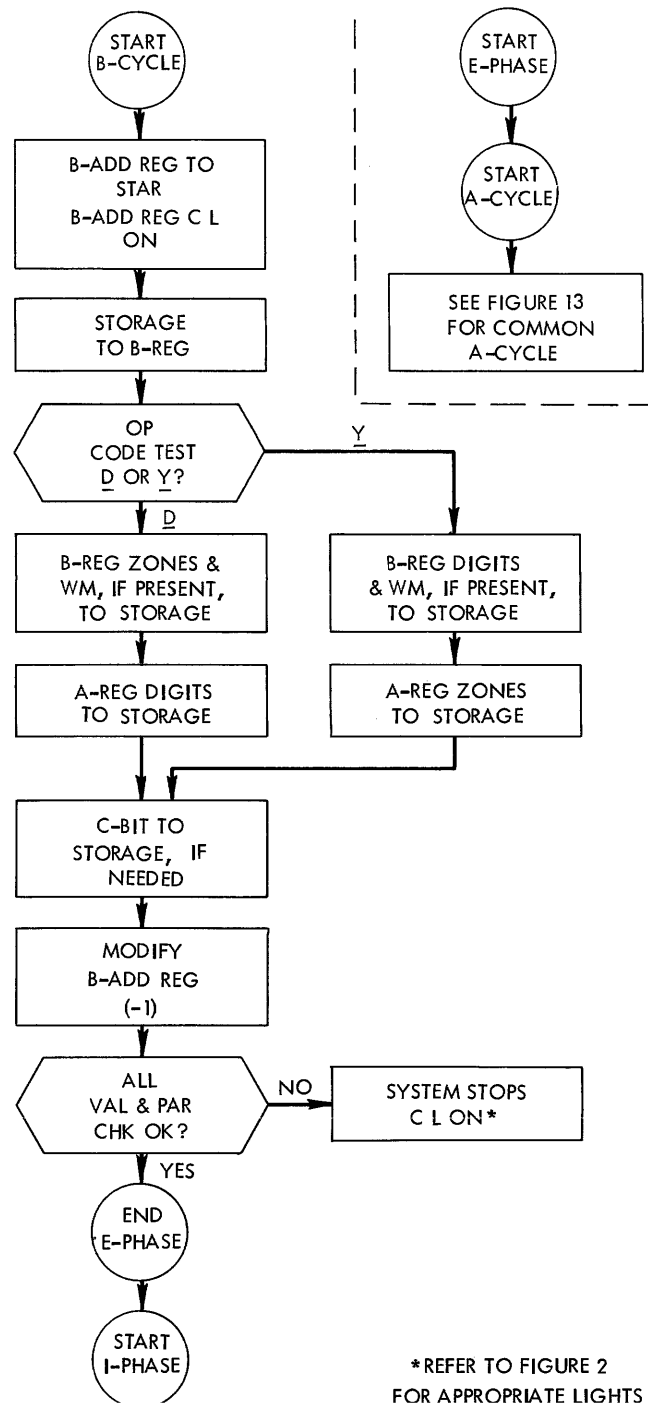 START
B-CYCLE
B-ADD REG TO
STAR
B-ADD REG C L
ON
STORAGE
TO B-REG
OP
CODE TEST
D OR Y?
Y
D
B-REG ZONES &
WM, IF PRESENT,
TO STORAGE
A-REG DIGITS
TO STORAGE
B-REG DIGITS
& WM, IF PRESENT,
TO STORAGE
A-REG ZONES
TO STORAGE
C-BIT TO
STORAGE, IF
NEEDED
MODIFY
B-ADD REG
(-1)
ALL
VAL & PAR
CHK OK?
NO
SYSTEM STOPS
C L ON*
YES
END
E-PHASE
START
I-PHASE
START
E-PHASE
START
A-CYCLE
SEE FIGURE 13
FOR COMMON
A-CYCLE
*REFER TO FIGURE 2
FOR APPROPRIATE LIGHTS